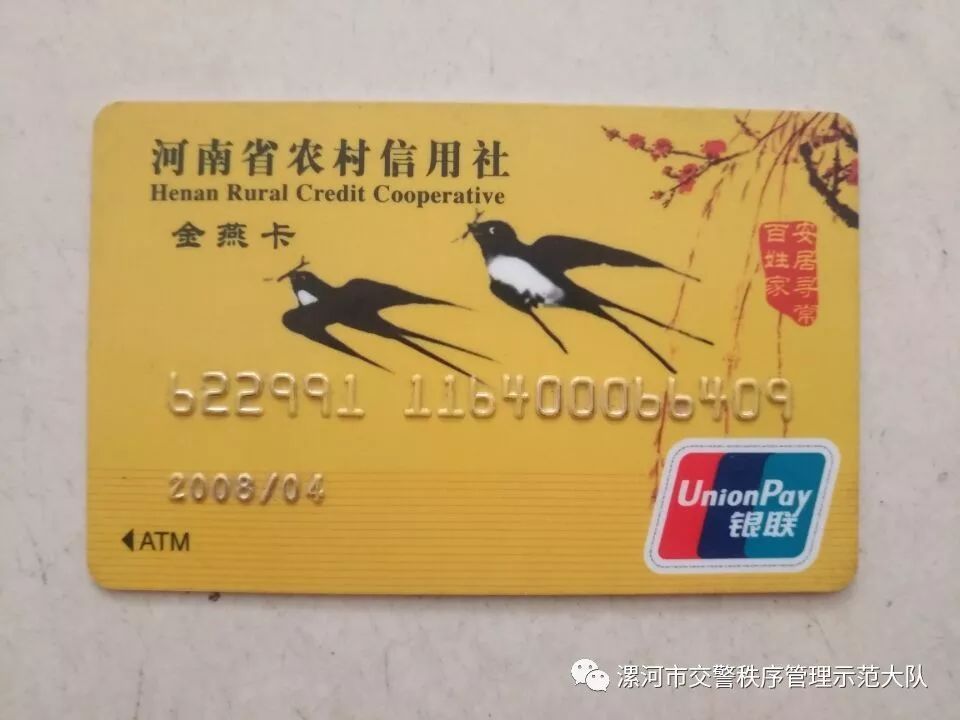 河南省农村信用社
Henan Rural Credit Cooperative
金燕卡
安居寻常
百姓家
622991 116400066409
2008/04
ATM
UnionPay
银联
漯河市交警秩序管理示范大队